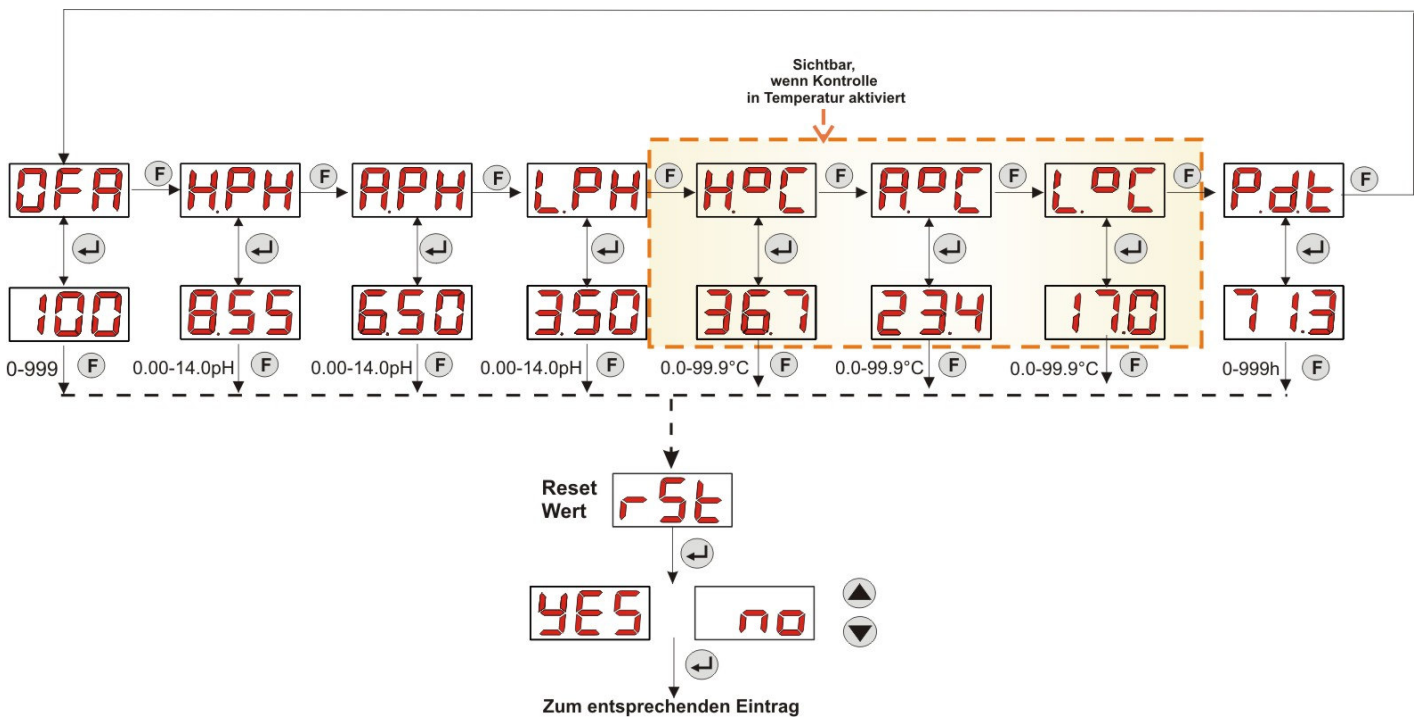 Sichtbar,
wenn Kontrolle
in Temperatur aktiviert
OFA F H.PH F A.PH F L.PH F H.°C F A.°C F L.°C F P.d.t F
100 8.55 6.50 3.50 36.7 23.4 17.0 71.3
0-999 F 0.00-14.0pH F 0.00-14.0pH F 0.00-14.0pH F 0.0-99.9°C F 0.0-99.9°C F 0.0-99.9°C F 0-999h F
Reset
Wert
rSt
YES no
Zum entsprechenden Eintrag